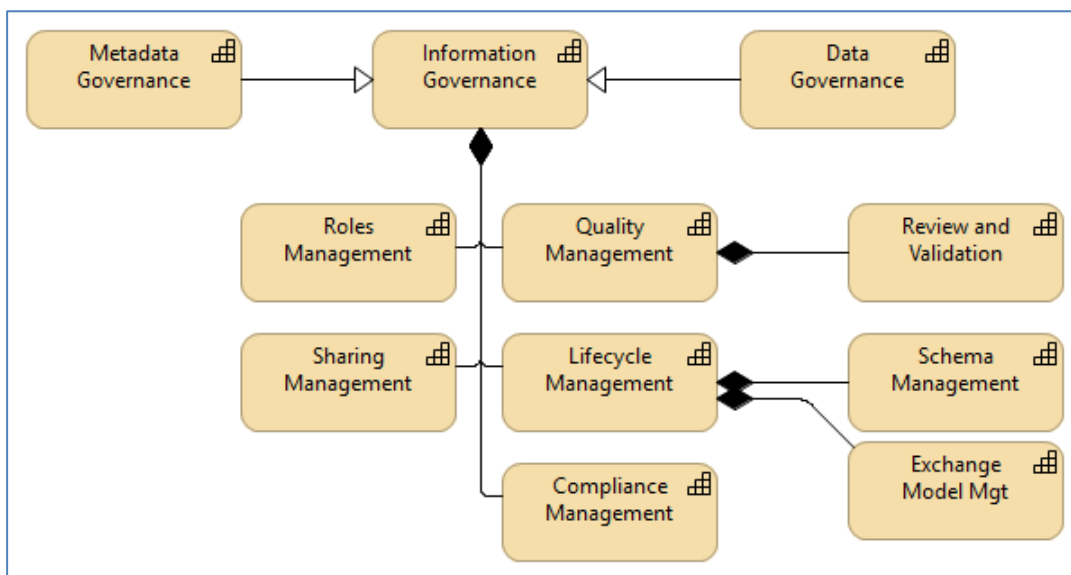 Metadata
Governance
Information
Governance
Data
Governance
Roles
Management
Quality
Management
Review and
Validation
Sharing
Management
Lifecycle
Management
Schema
Management
Exchange
Model Mgt
Compliance
Management